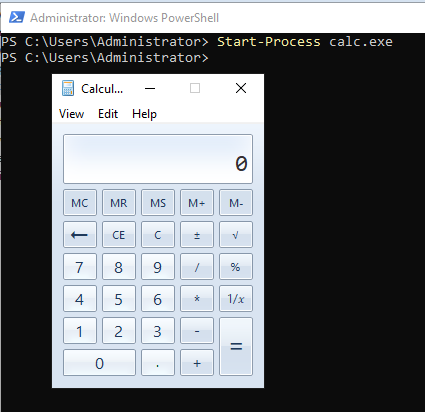 Administrator: Windows PowerShell
PS C:\Users\Administrator> Start-Process calc.exe
PS C:\Users\Administrator>
Calcul...
View Edit Help
0
MC MR MS M+ M-
← CE C ± √
7 8 9 / %
4 5 6 * 1/x
1 2 3 - =
0 . +